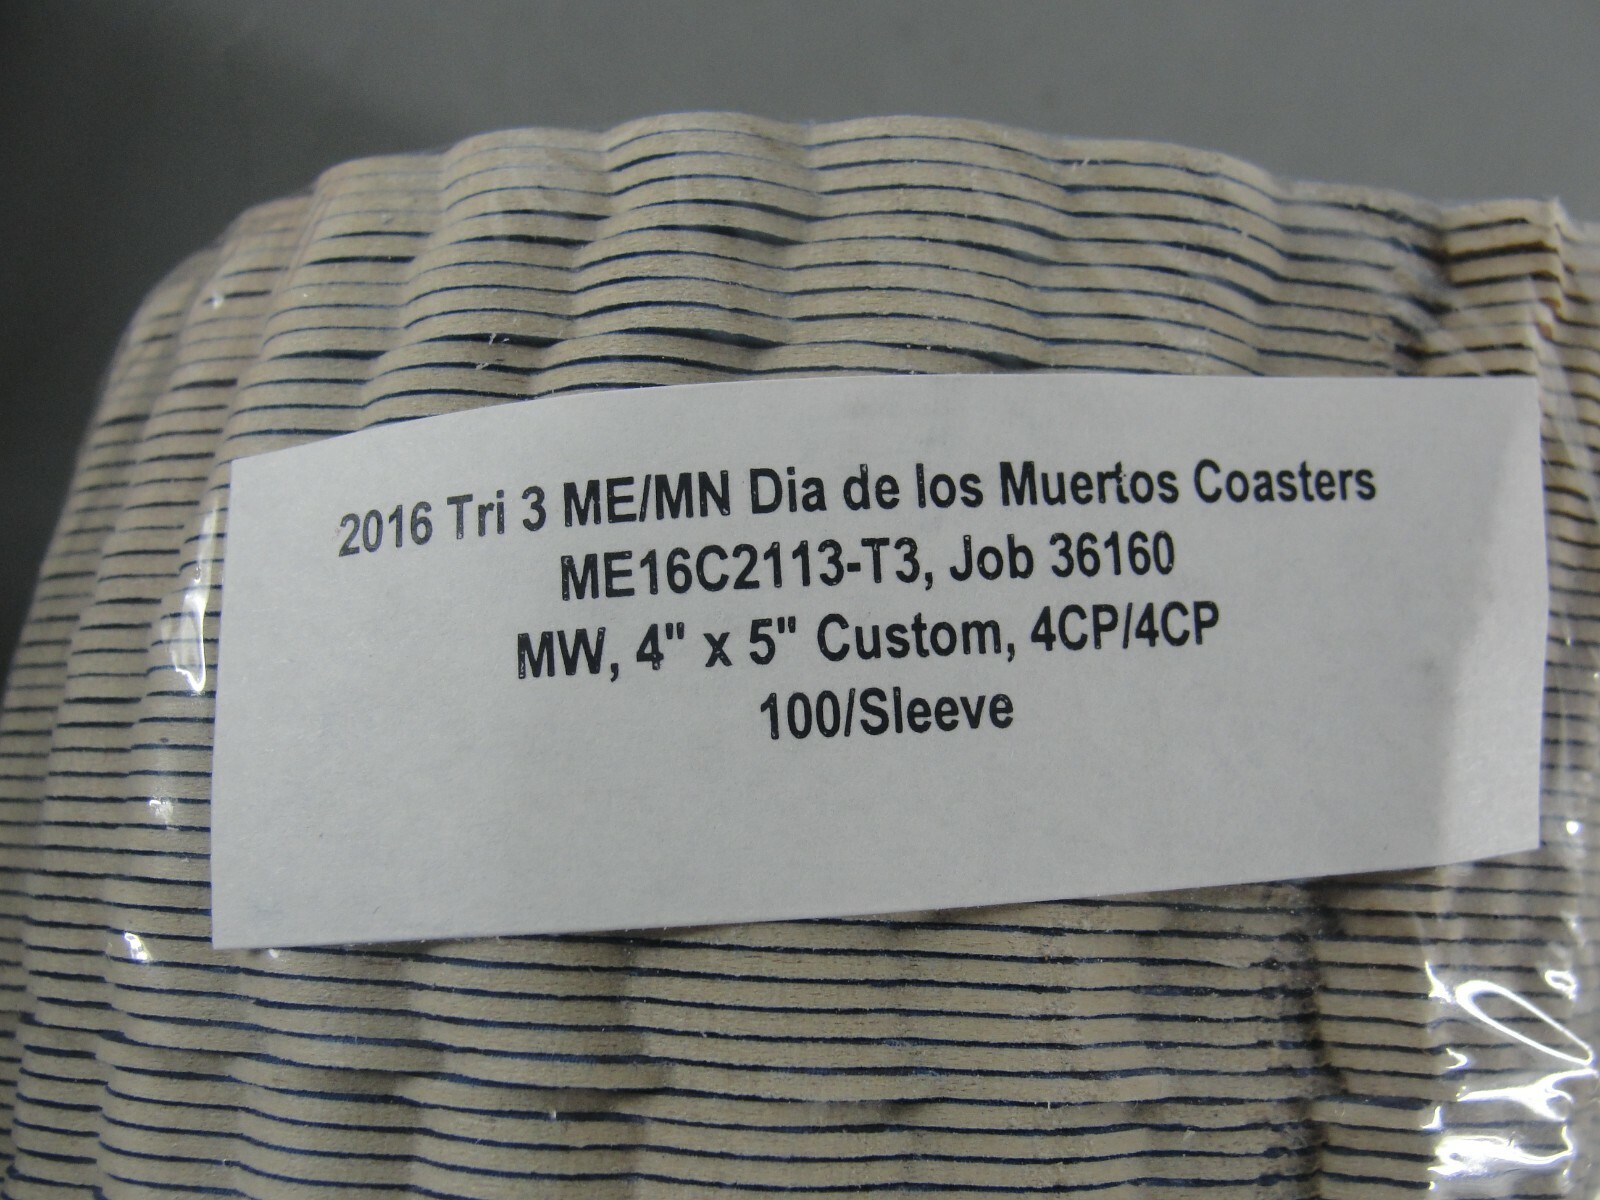 2016 Tri 3 ME/MN Dia de los Muertos Coasters
ME16C2113-T3, Job 36160
MW, 4" x 5" Custom, 4CP/4CP
100/Sleeve